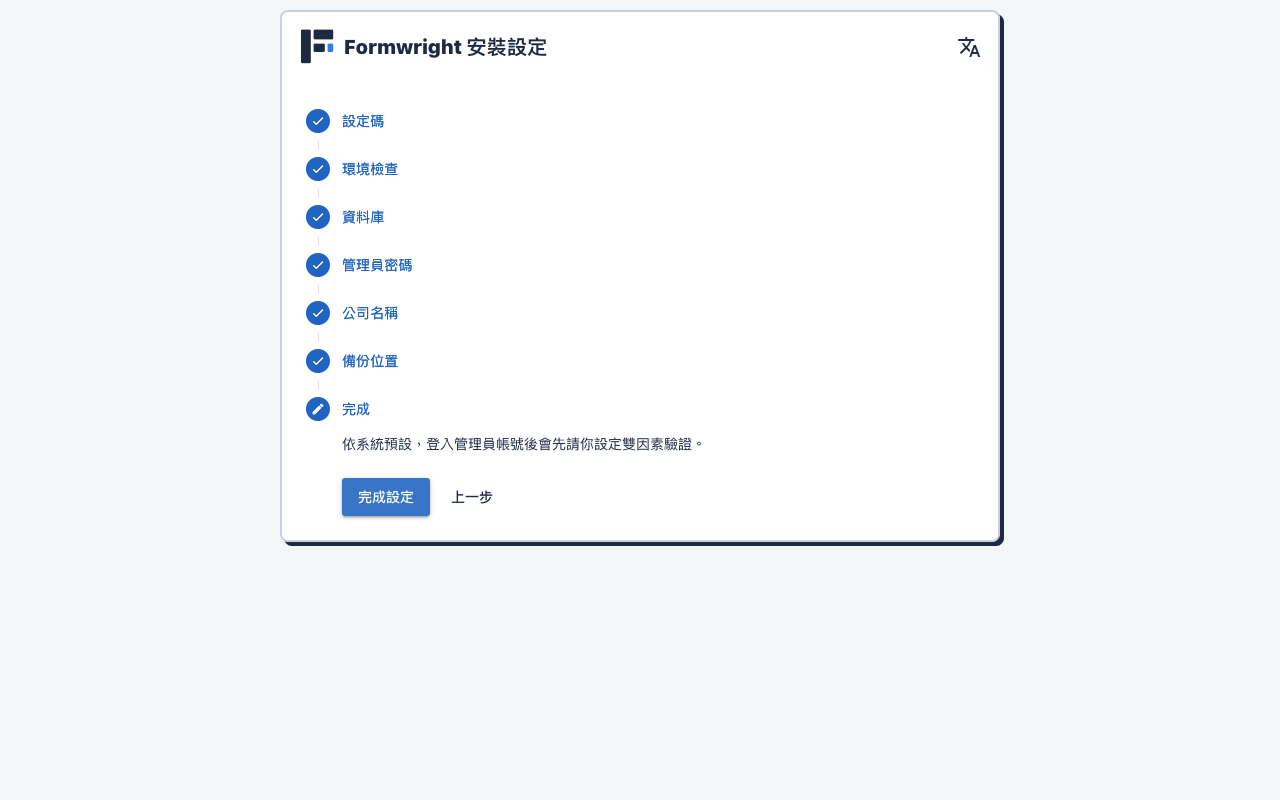 Formwright 安裝設定
設定碼
環境檢查
資料庫
管理員密碼
公司名稱
備份位置
完成
依系統預設，登入管理員帳號後會先請你設定雙因素驗證。
完成設定
上一步